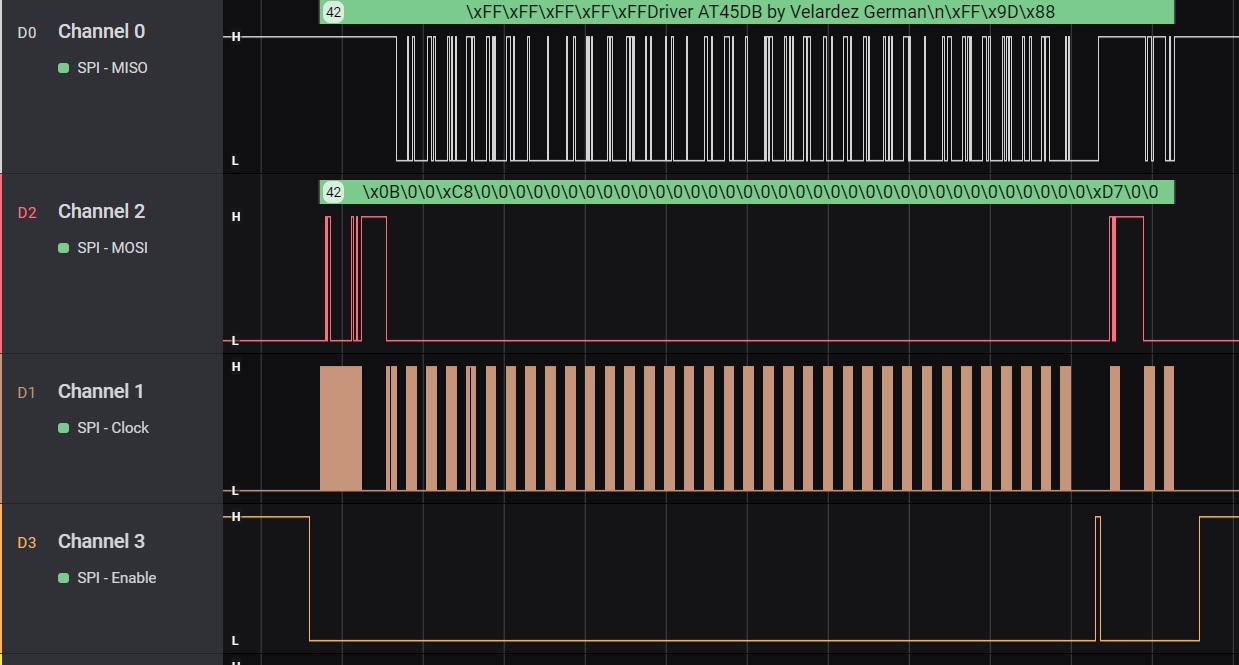 42 \xFF\xFF\xFF\xFF\xFFDriver AT45DB by Velardez German\n\xFF\x9D\x88
D0 Channel 0
H
SPI - MISO
L
42 \x0B\0\0\xC8\0\0\0\0\0\0\0\0\0\0\0\0\0\0\0\0\0\0\0\0\0\0\0\0\0\0\0\0\0\0\0\0\0\0\0\xD7\0\0
D2 Channel 2
H
SPI - MOSI
L
H
D1 Channel 1
SPI - Clock
L
H
D3 Channel 3
SPI - Enable
L